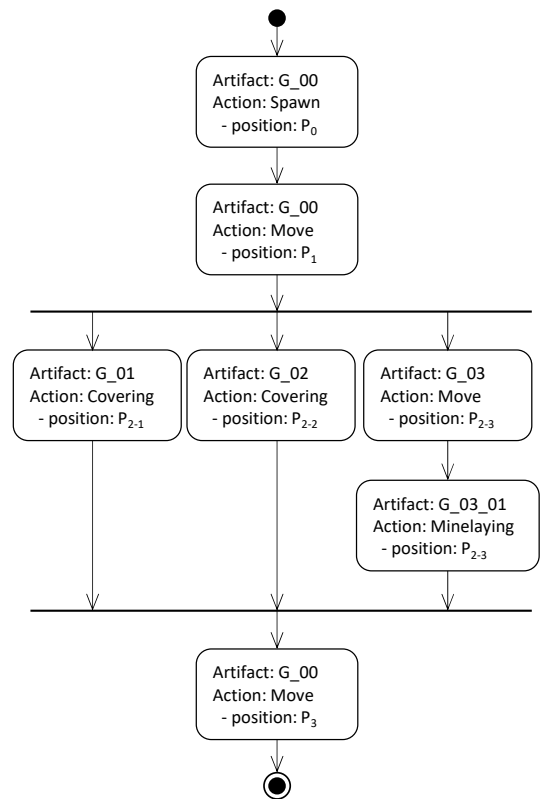 Artifact: G_00
Action: Spawn
- position: P₀
Artifact: G_00
Action: Move
- position: P₁
Artifact: G_01
Action: Covering
- position: P₂₋₁
Artifact: G_02
Action: Covering
- position: P₂₋₂
Artifact: G_03
Action: Move
- position: P₂₋₃
Artifact: G_03_01
Action: Minelaying
- position: P₂₋₃
Artifact: G_00
Action: Move
- position: P₃